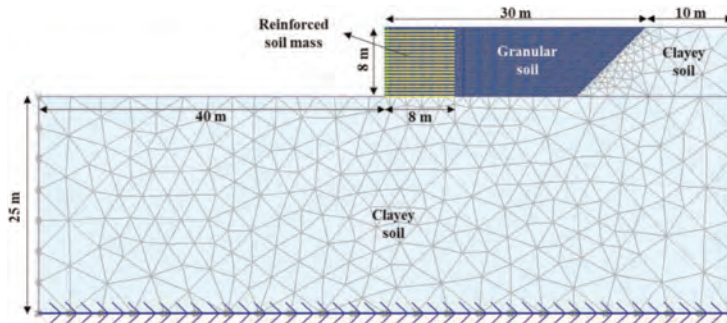 30 m
10 m
Reinforced
soil mass
8 m
Granular
soil
Clayey
soil
40 m
8 m
25 m
Clayey
soil